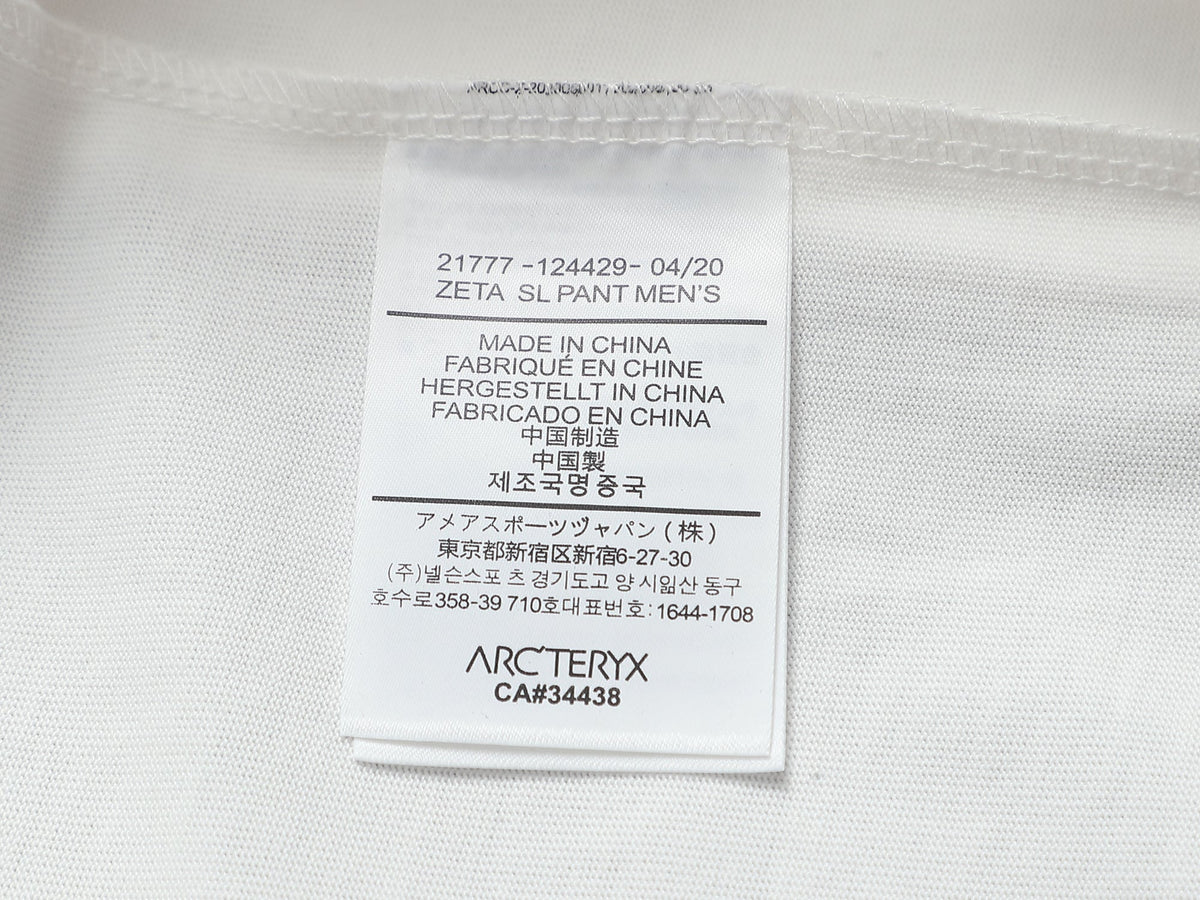 21777 -124429- 04/20
ZETA SL PANT MEN'S
MADE IN CHINA
FABRIQUÉ EN CHINE
HERGESTELLT IN CHINA
FABRICADO EN CHINA
中国制造
中国製
제조국명 중국
アメアスポーツヅャパン (株)
東京都新宿区新宿6-27-30
(주)넬슨스포 츠 경기도고 양 시잂산 동구
호수로358-39 710호대표번호: 1644-1708
ARC'TERYX
CA#34438